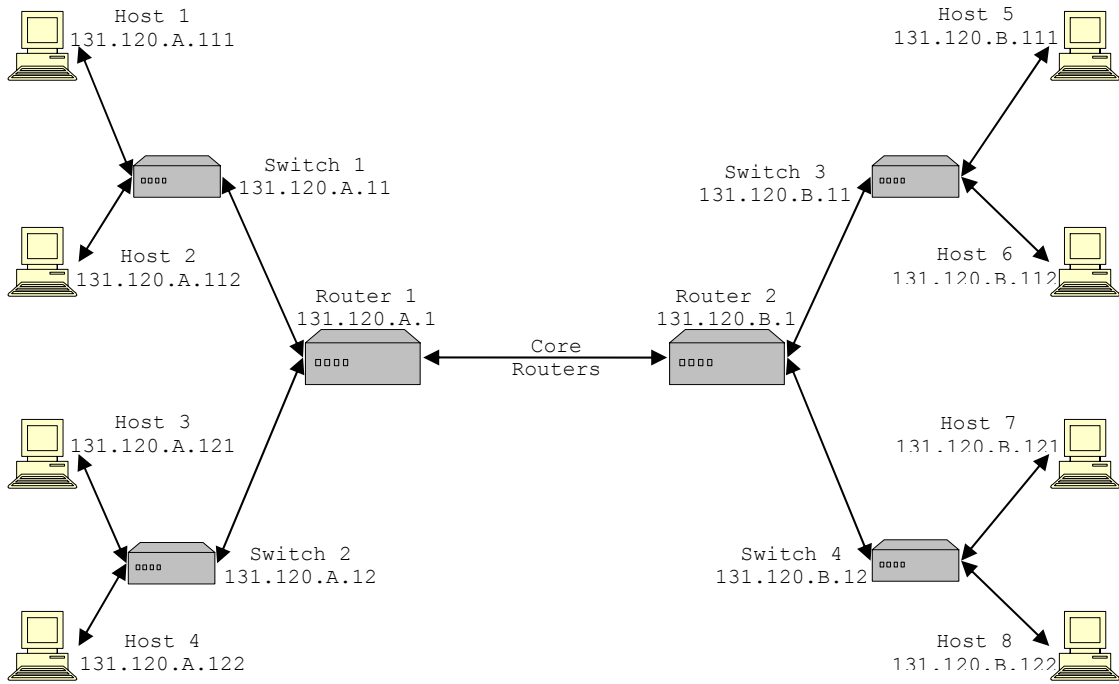 Host 1
131.120.A.111
Host 5
131.120.B.111
Switch 1
131.120.A.11
Switch 3
131.120.B.11
Host 2
131.120.A.112
Host 6
131.120.B.112
Router 1
131.120.A.1
Router 2
131.120.B.1
Core
Routers
Host 3
131.120.A.121
Host 7
131.120.B.121
Switch 2
131.120.A.12
Switch 4
131.120.B.12
Host 4
131.120.A.122
Host 8
131.120.B.122